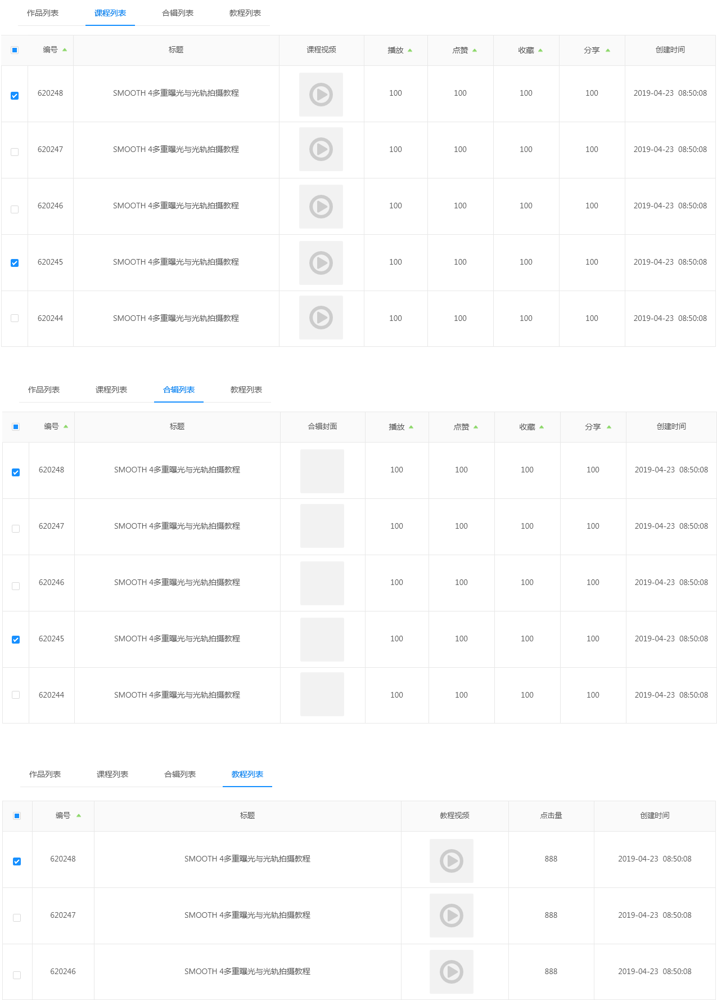 作品列表 课程列表 合辑列表 教程列表
编号 标题 课程视频 播放 点赞 收藏 分享 创建时间
620248 SMOOTH 4多重曝光与光轨拍摄教程 100 100 100 100 2019-04-23 08:50:08
620247 SMOOTH 4多重曝光与光轨拍摄教程 100 100 100 100 2019-04-23 08:50:08
620246 SMOOTH 4多重曝光与光轨拍摄教程 100 100 100 100 2019-04-23 08:50:08
620245 SMOOTH 4多重曝光与光轨拍摄教程 100 100 100 100 2019-04-23 08:50:08
620244 SMOOTH 4多重曝光与光轨拍摄教程 100 100 100 100 2019-04-23 08:50:08
作品列表 课程列表 合辑列表 教程列表
编号 标题 合辑封面 播放 点赞 收藏 分享 创建时间
620248 SMOOTH 4多重曝光与光轨拍摄教程 100 100 100 100 2019-04-23 08:50:08
620247 SMOOTH 4多重曝光与光轨拍摄教程 100 100 100 100 2019-04-23 08:50:08
620246 SMOOTH 4多重曝光与光轨拍摄教程 100 100 100 100 2019-04-23 08:50:08
620245 SMOOTH 4多重曝光与光轨拍摄教程 100 100 100 100 2019-04-23 08:50:08
620244 SMOOTH 4多重曝光与光轨拍摄教程 100 100 100 100 2019-04-23 08:50:08
作品列表 课程列表 合辑列表 教程列表
编号 标题 教程视频 点击量 创建时间
620248 SMOOTH 4多重曝光与光轨拍摄教程 888 2019-04-23 08:50:08
620247 SMOOTH 4多重曝光与光轨拍摄教程 888 2019-04-23 08:50:08
620246 SMOOTH 4多重曝光与光轨拍摄教程 888 2019-04-23 08:50:08